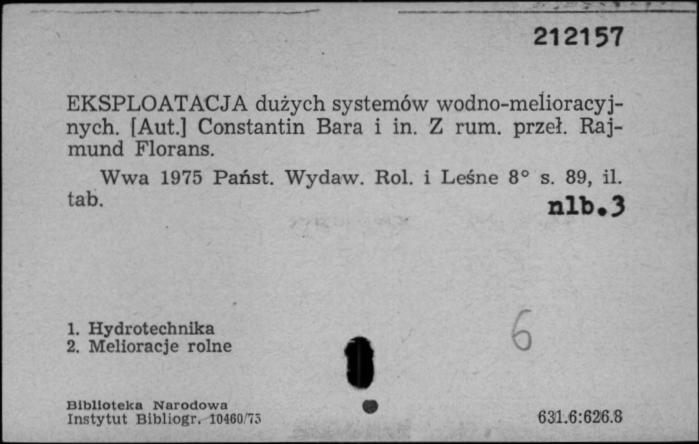 212157
EKSPLOATACJA dużych systemów wodno-melioracyj-
nych. [Aut.] Constantin Bara i in. Z rum. przeł. Raj-
mund Florans.
Wwa 1975 Państ. Wydaw. Rol. i Leśne 8° s. 89, il.
tab.
nlb.3
1. Hydrotechnika
2. Melioracje rolne
6
Biblioteka Narodowa
Instytut Bibliogr. 10460/75
631.6:626.8